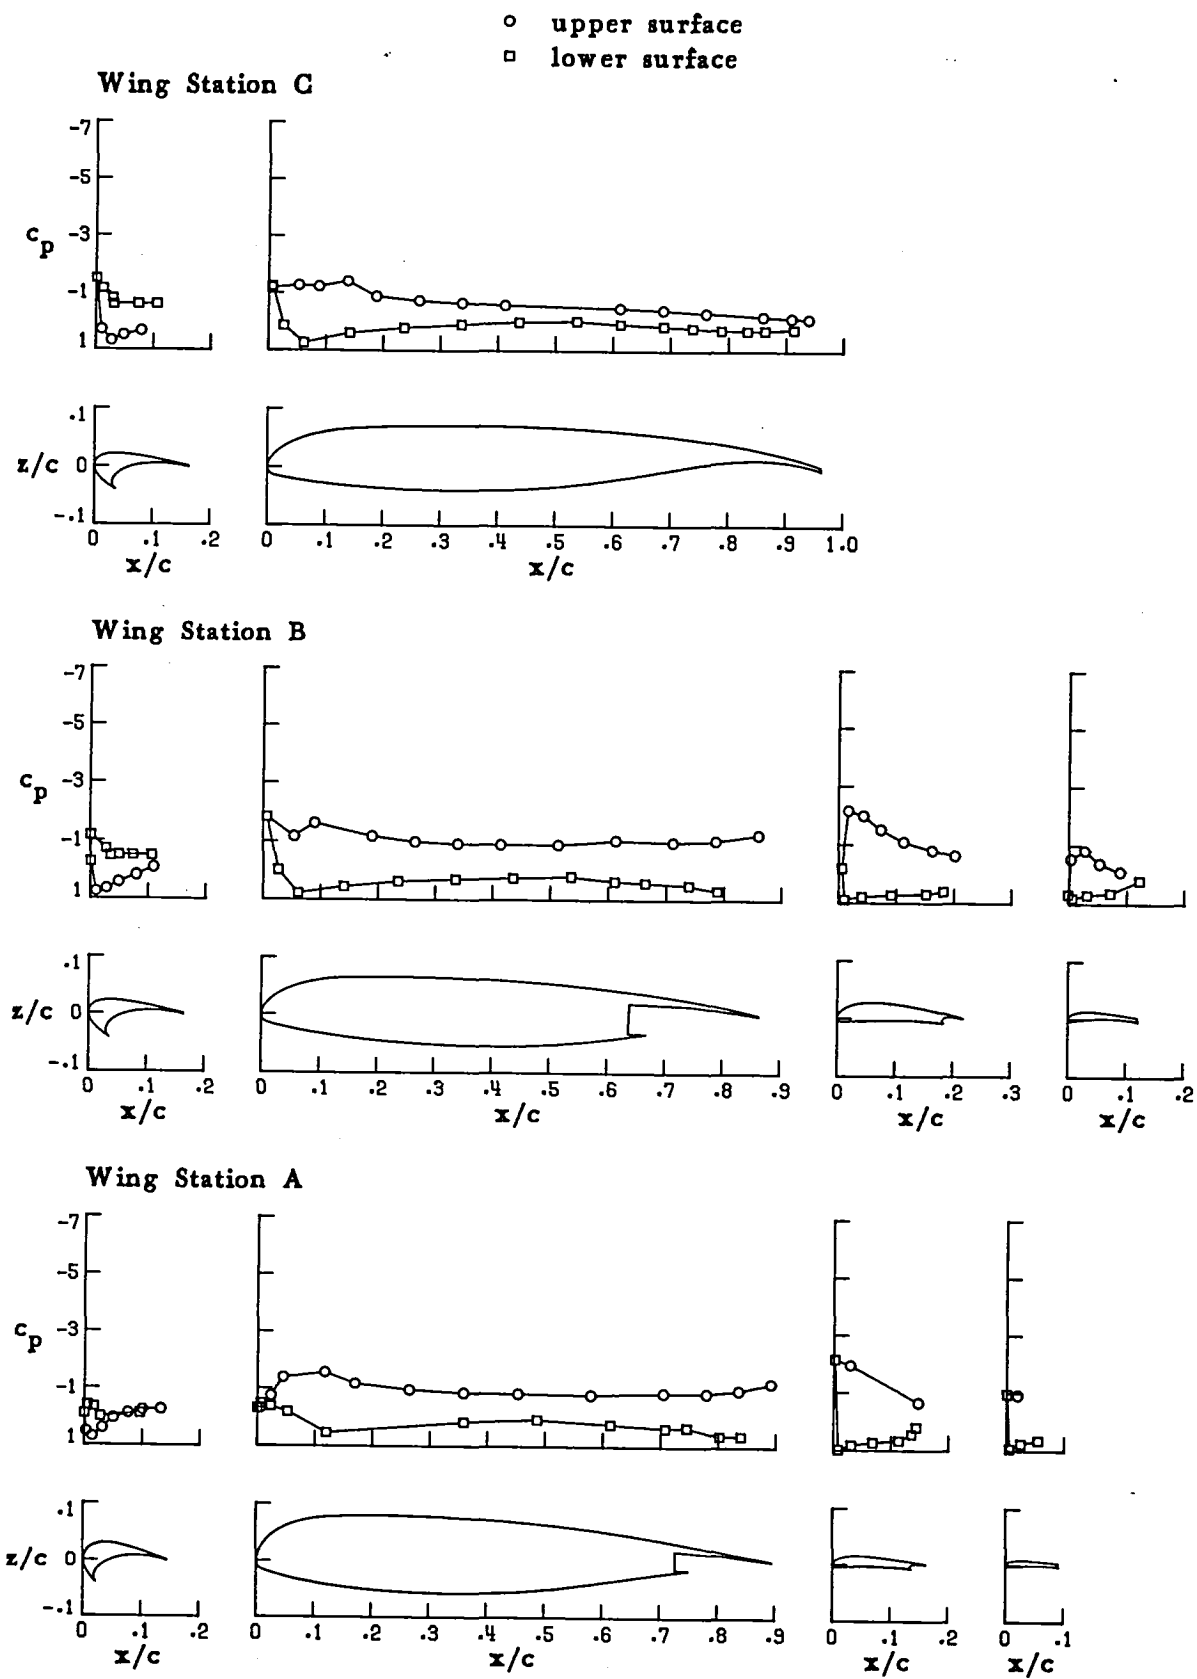 upper surface
lower surface
Wing Station C
-7
-5
-3
-1
1
c_p
.1
0
-.1
z/c
0 .1 .2
x/c
0 .1 .2 .3 .4 .5 .6 .7 .8 .9 1.0
x/c
Wing Station B
-7
-5
-3
-1
1
c_p
.1
0
-.1
z/c
0 .1 .2
x/c
0 .1 .2 .3 .4 .5 .6 .7 .8 .9
x/c
0 .1 .2 .3
x/c
0 .1 .2
x/c
Wing Station A
-7
-5
-3
-1
1
c_p
.1
0
-.1
z/c
0 .1 .2
x/c
0 .1 .2 .3 .4 .5 .6 .7 .8 .9
x/c
0 .1 .2
x/c
0 .1
x/c